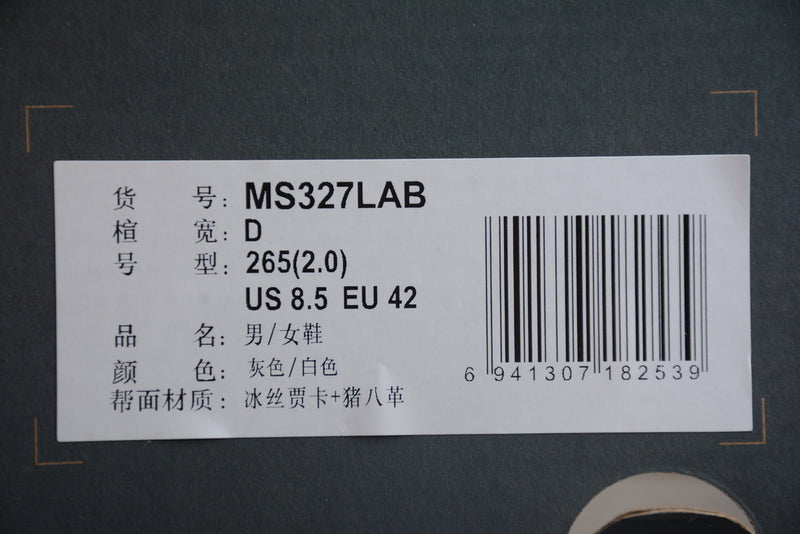 货 号: MS327LAB
楦 宽: D
号 型: 265(2.0)
US 8.5 EU 42
品 名: 男/女鞋
颜 色: 灰色/白色
帮面材质: 冰丝贾卡+猪八革
6 941307 182539